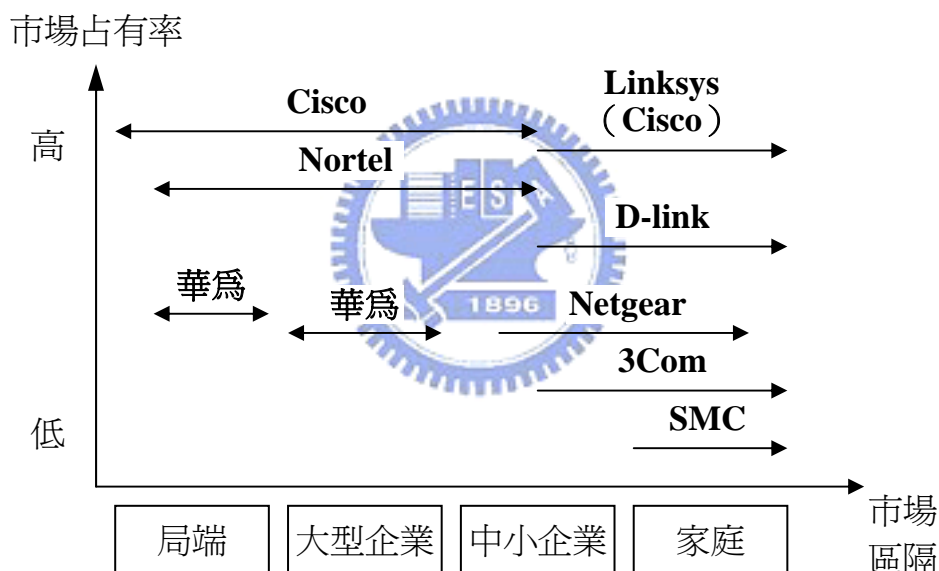 市場占有率
高
低
Cisco
Linksys
（Cisco）
Nortel
D-link
華爲
華爲
Netgear
3Com
SMC
ESA
1896
局端
大型企業
中小企業
家庭
市場
區隔